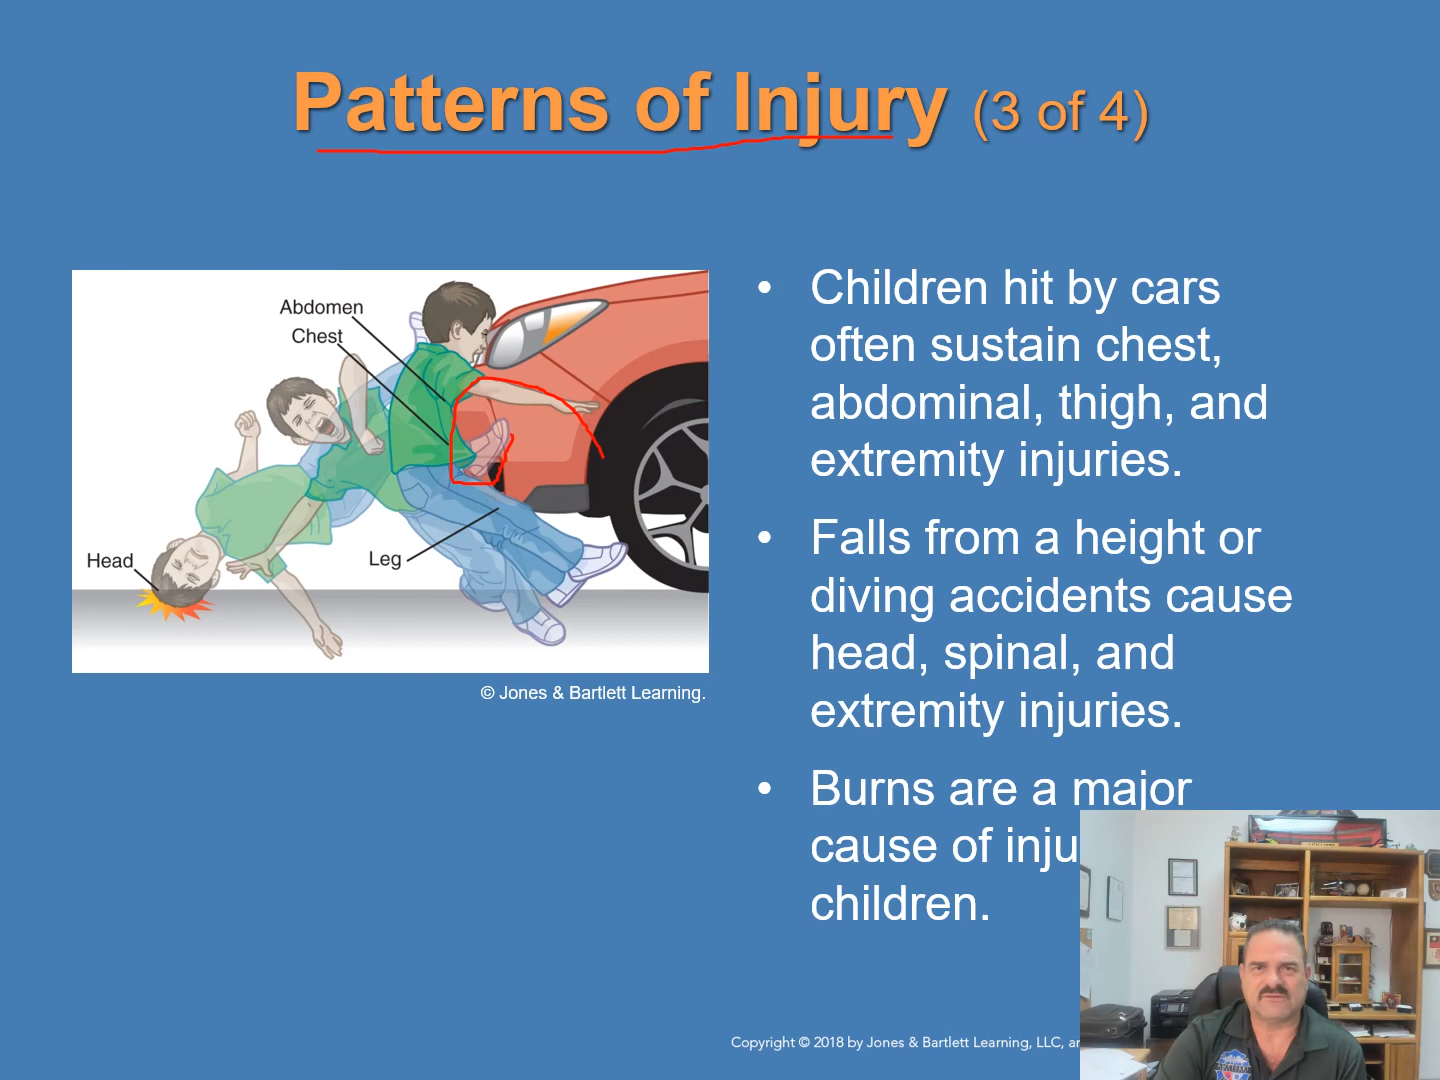 Patterns of Injury (3 of 4)
Abdomen
Chest
Head
Leg
© Jones & Bartlett Learning.
• Children hit by cars
often sustain chest,
abdominal, thigh, and
extremity injuries.
• Falls from a height or
diving accidents cause
head, spinal, and
extremity injuries.
• Burns are a major
cause of inju
children.
Copyright © 2018 by Jones & Bartlett Learning, LLC, an